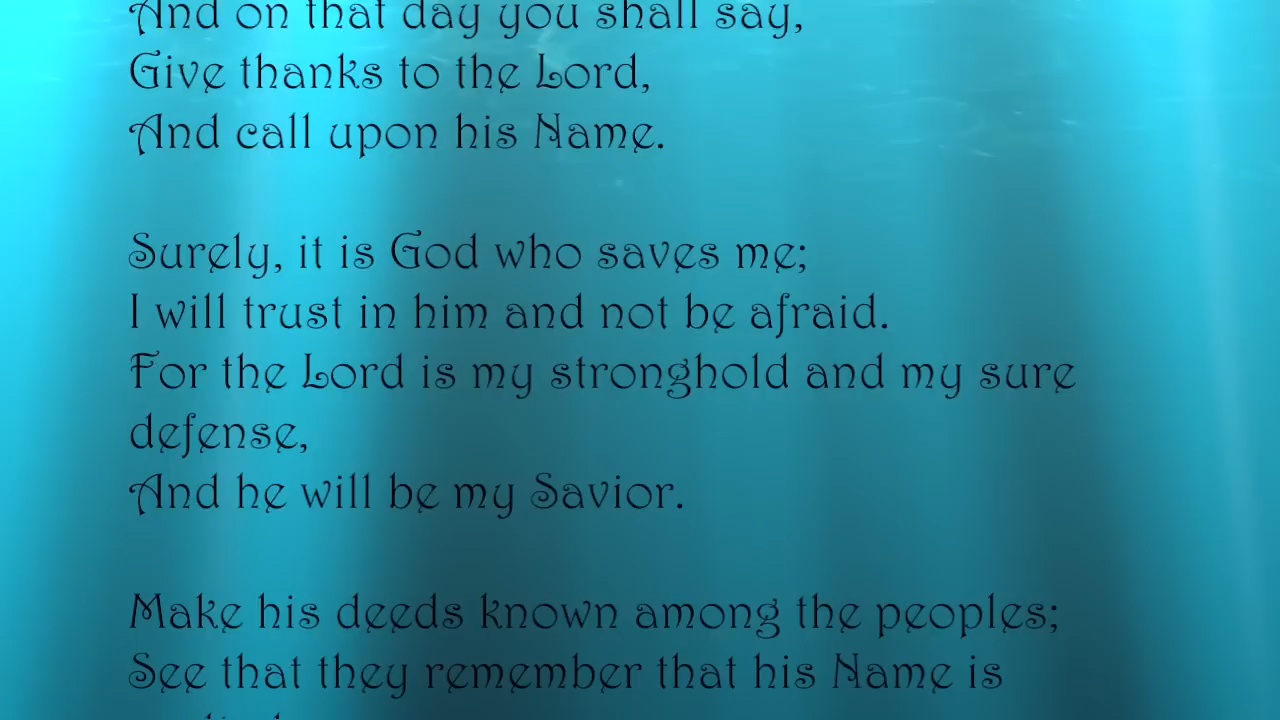 And on that day you shall say,
Give thanks to the Lord,
And call upon his Name.
Surely, it is God who saves me;
I will trust in him and not be afraid.
For the Lord is my stronghold and my sure
defense,
And he will be my Savior.
Make his deeds known among the peoples;
See that they remember that his Name is